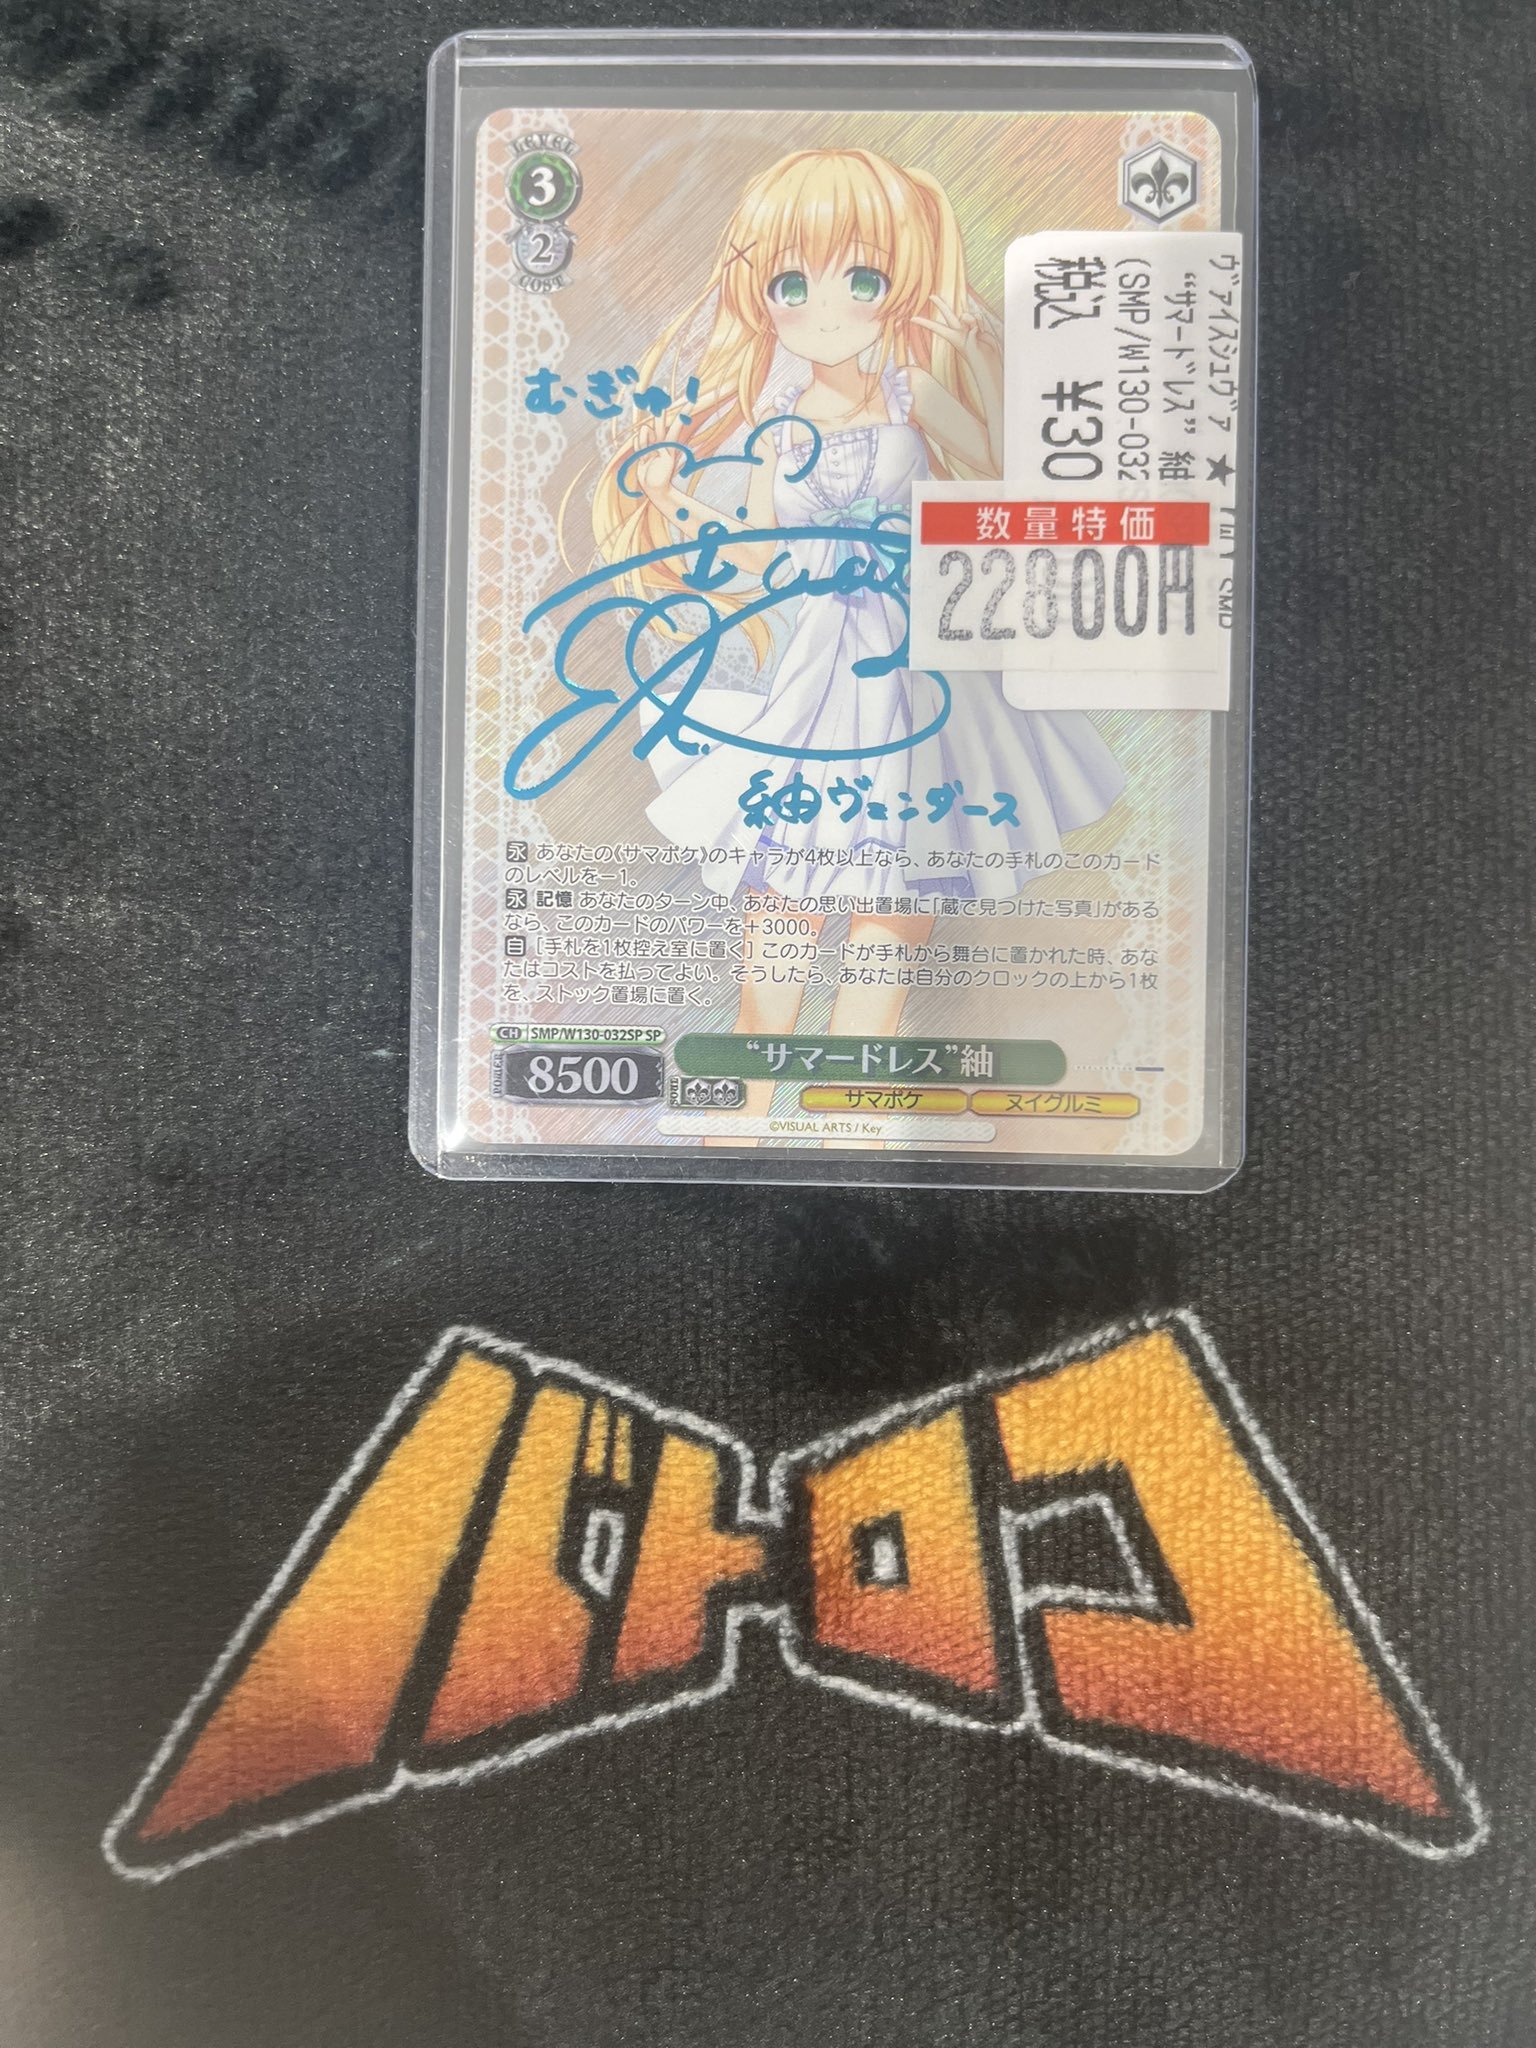 LEVEL
3
2
COST
ヴァイスシュヴァ
“サマードレス” 紬
(SMP/W130-032S
税込 ¥30
数量特価
22800円
むぎゅ!
紬ヴェンダース
永 あなたの《サマポケ》のキャラが4枚以上なら、あなたの手札のこのカード
のレベルを−1。
永 記憶 あなたのターン中、あなたの思い出置場に「蔵で見つけた写真」がある
なら、このカードのパワーを+3000。
自 [手札を1枚控え室に置く] このカードが手札から舞台に置かれた時、あな
たはコストを払ってよい。そうしたら、あなたは自分のクロックの上から1枚
を、ストック置場に置く。
CH SMP/W130-032SP SP
POWER 8500 SOUL
“サマードレス”紬
サマポケ ヌイグルミ
©VISUAL ARTS / Key
バトロコ